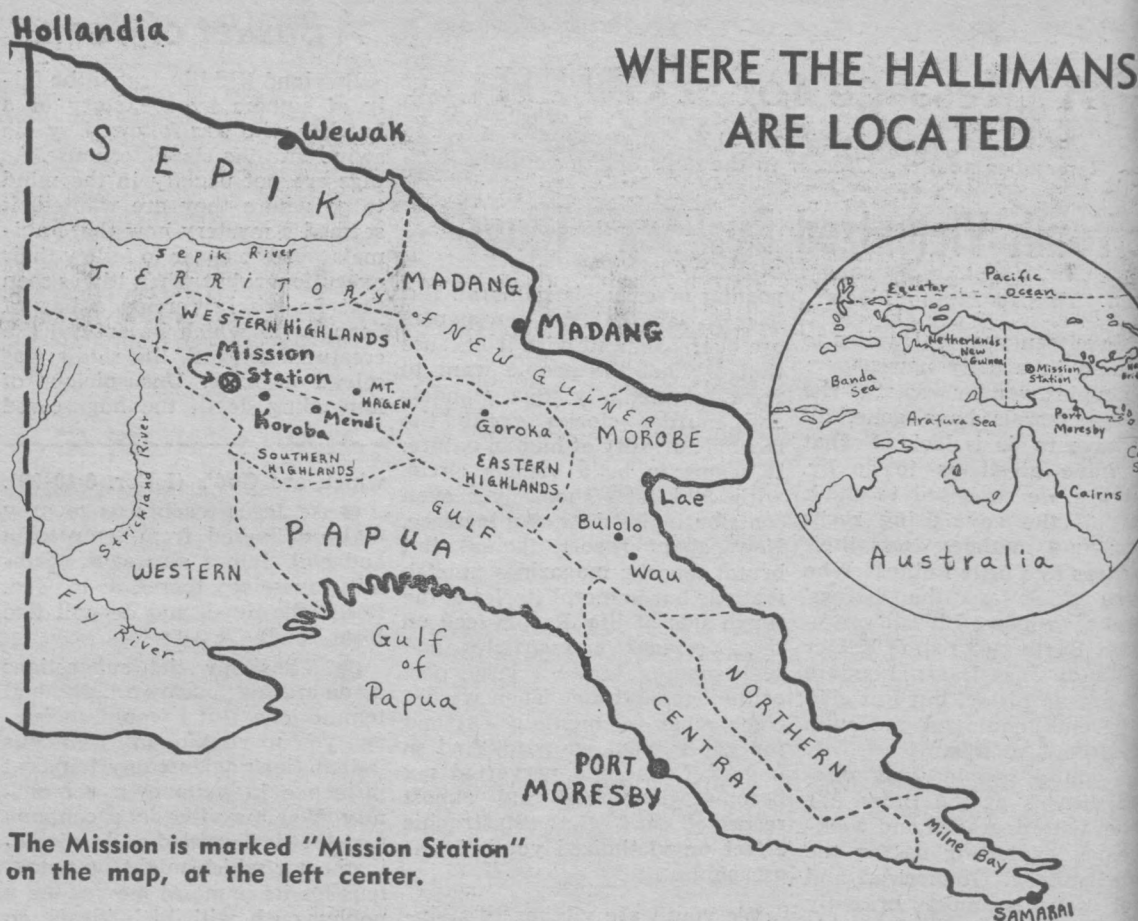 WHERE THE HALLIMANS
ARE LOCATED
Hollandia
Wewak
SEPIK
Sepik River
TERRITORY of NEW GUINEA
MADANG
MADANG
WESTERN HIGHLANDS
Mission
Station
MT.
HAGEN
Koroba
Mendi
Goroka
MOROBE
SOUTHERN
HIGHLANDS
EASTERN
HIGHLANDS
Lae
Strickland River
GULF
Bulolo
Wau
PAPUA
WESTERN
Fly River
Gulf
of
Papua
NORTHERN
CENTRAL
PORT
MORESBY
Milne Bay
SAMARAI
Pacific
Ocean
Equator
Netherlands
New
Guinea
Mission
Station
Banda
Sea
Port
Moresby
Arafura Sea
Cairns
Australia
The Mission is marked "Mission Station"
on the map, at the left center.